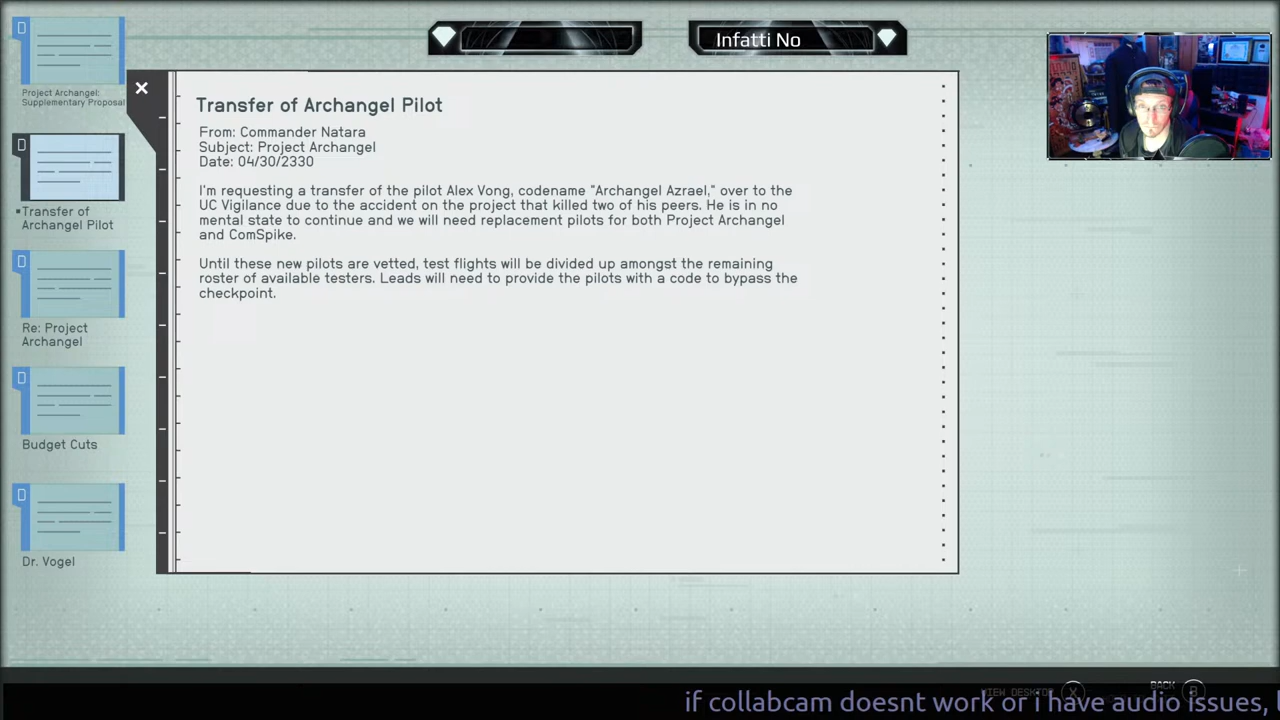 Infatti No
D
Project Archangel:
Supplementary Proposal
D
Transfer of
Archangel Pilot
D
Re: Project
Archangel
D
Budget Cuts
D
Dr. Vogel
Transfer of Archangel Pilot
From: Commander Natara
Subject: Project Archangel
Date: 04/30/2330
I'm requesting a transfer of the pilot Alex Vong, codename "Archangel Azrael," over to the
UC Vigilance due to the accident on the project that killed two of his peers. He is in no
mental state to continue and we will need replacement pilots for both Project Archangel
and ComSpike.
Until these new pilots are vetted, test flights will be divided up amongst the remaining
roster of available testers. Leads will need to provide the pilots with a code to bypass the
checkpoint.
VIEW DESKTOP X
BACK B
if collabcam doesnt work or i have audio issues,